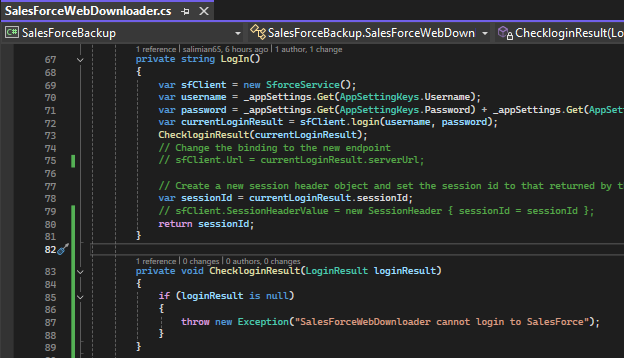 SalesForceWebDownloader.cs
SalesForceBackup
SalesForceBackup.SalesForceWebDown
CheckloginResult(Lo
67 private string LogIn()
1 reference | salimian65, 6 hours ago | 1 author, 1 change
68 {
69 var sfClient = new SforceService();
70 var username = _appSettings.Get(AppSettingKeys.Username);
71 var password = _appSettings.Get(AppSettingKeys.Password) + _appSettings.Get(AppSet
72 var currentLoginResult = sfClient.login(username, password);
73 CheckloginResult(currentLoginResult);
74 // Change the binding to the new endpoint
75 // sfClient.Url = currentLoginResult.serverUrl;
76
77 // Create a new session header object and set the session id to that returned by t
78 var sessionId = currentLoginResult.sessionId;
79 // sfClient.SessionHeaderValue = new SessionHeader { sessionId = sessionId };
80 return sessionId;
81 }
82
1 reference | 0 changes | 0 authors, 0 changes
83 private void CheckloginResult(LoginResult loginResult)
84 {
85 if (loginResult is null)
86 {
87 throw new Exception("SalesForceWebDownloader cannot login to SalesForce");
88 }
89 }